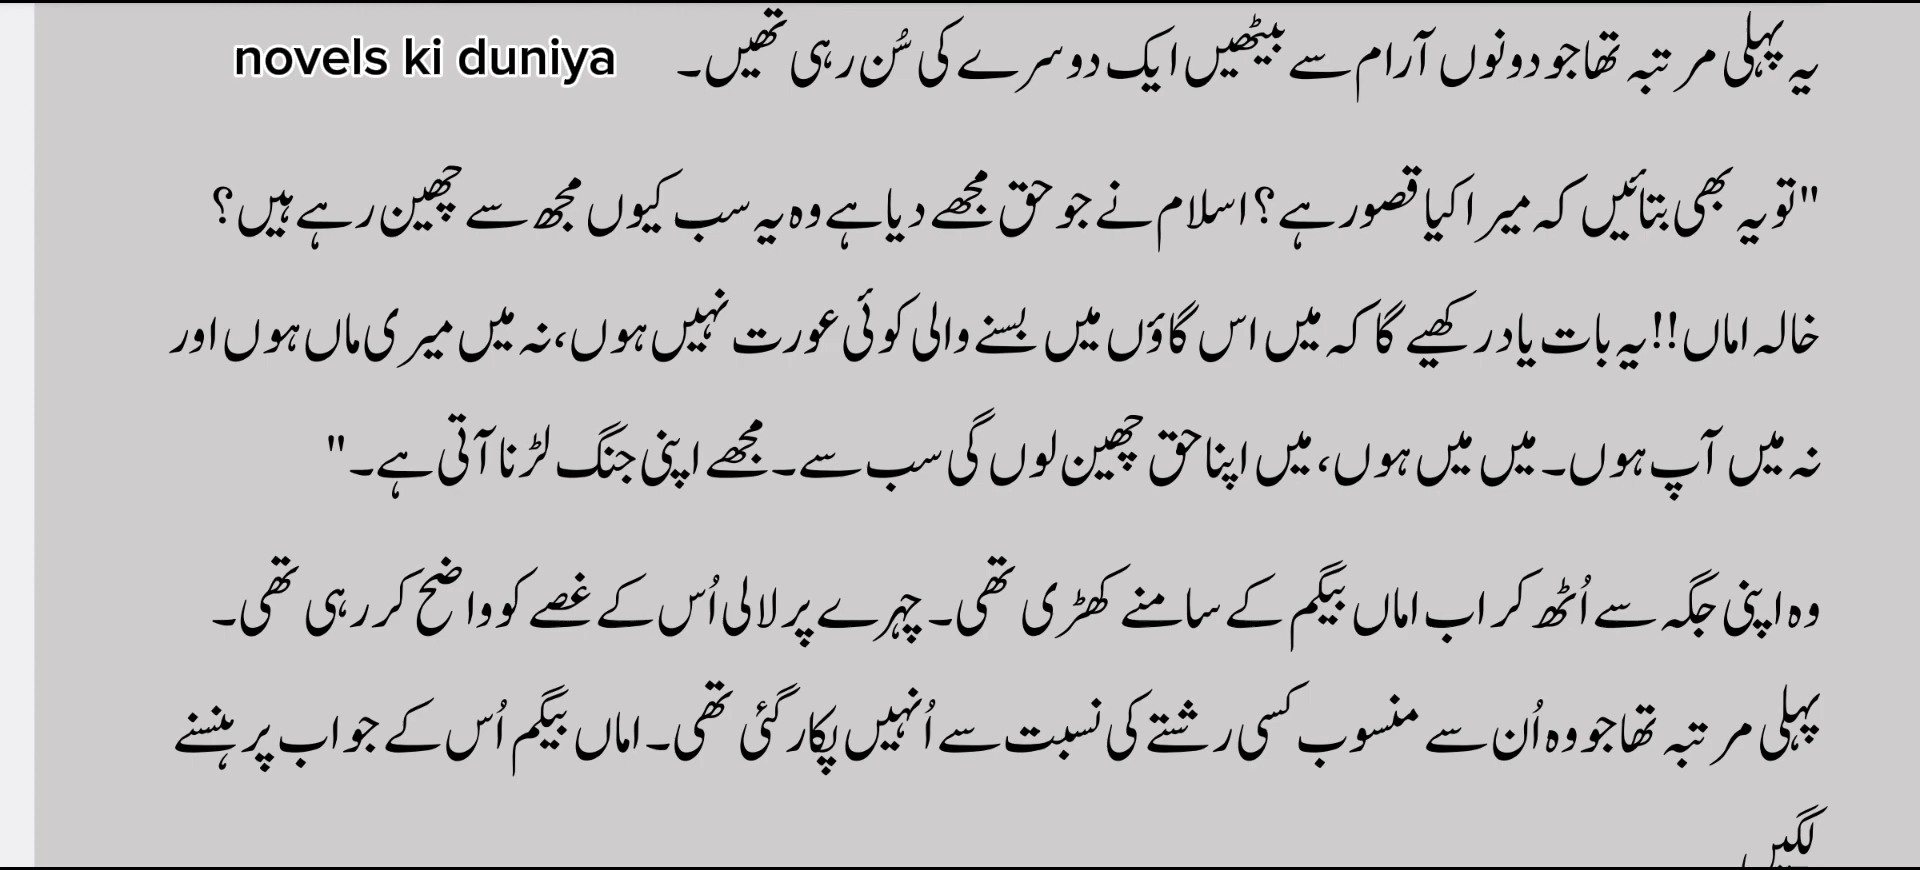 یہ پہلی مرتبہ تھا جو دونوں آرام سے بیٹھیں ایک دوسرے کی سُن رہی تھیں۔
novels ki duniya
"تو یہ بھی بتائیں کہ میرا کیا قصور ہے؟ اسلام نے جو حق مجھے دیا ہے وہ یہ سب کیوں مجھ سے چھین رہے ہیں؟
خالہ اماں!! یہ بات یاد رکھیے گا کہ میں اس گاؤں میں بسنے والی کوئی عورت نہیں ہوں، نہ میں میری ماں ہوں اور
نہ میں آپ ہوں۔ میں میں ہوں، میں اپنا حق چھین لوں گی سب سے۔ مجھے اپنی جنگ لڑنا آتی ہے۔"
وہ اپنی جگہ سے اُٹھ کر اب اماں بیگم کے سامنے کھڑی تھی۔ چہرے پر لالی اُس کے غصے کو واضح کر رہی تھی۔
پہلی مرتبہ تھا جو وہ اُن سے منسوب کسی رشتے کی نسبت سے اُنہیں پکار گئی تھی۔ اماں بیگم اُس کے جواب پر ہنسنے
لگیں